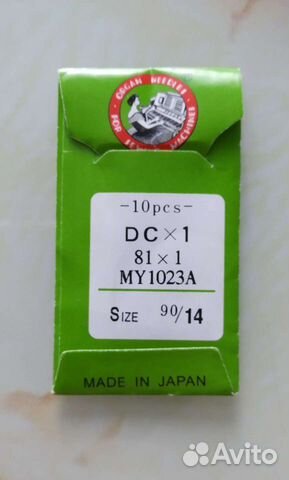 ORGAN NEEDLES
FOR SEWING MACHINES
-10pcs-
DC×1
81×1
MY1023A
SIZE 90/14
MADE IN JAPAN
Avito